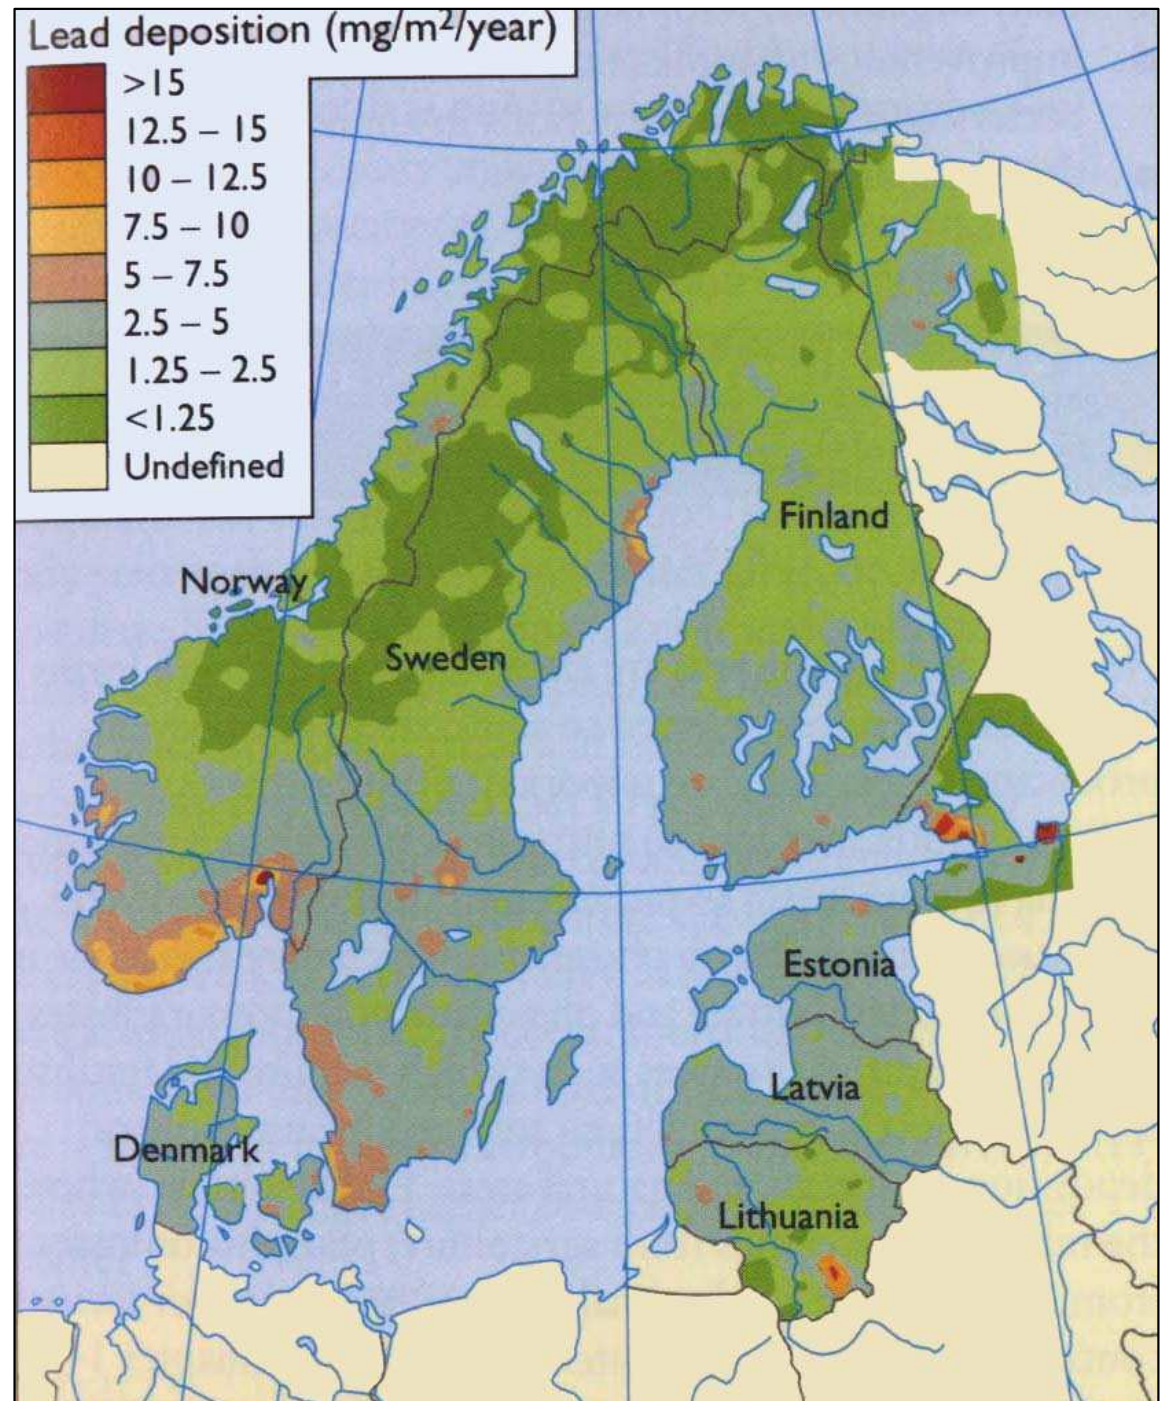 Lead deposition (mg/m²/year)
>15
12.5 – 15
10 – 12.5
7.5 – 10
5 – 7.5
2.5 – 5
1.25 – 2.5
<1.25
Undefined
Finland
Norway
Sweden
Estonia
Latvia
Denmark
Lithuania